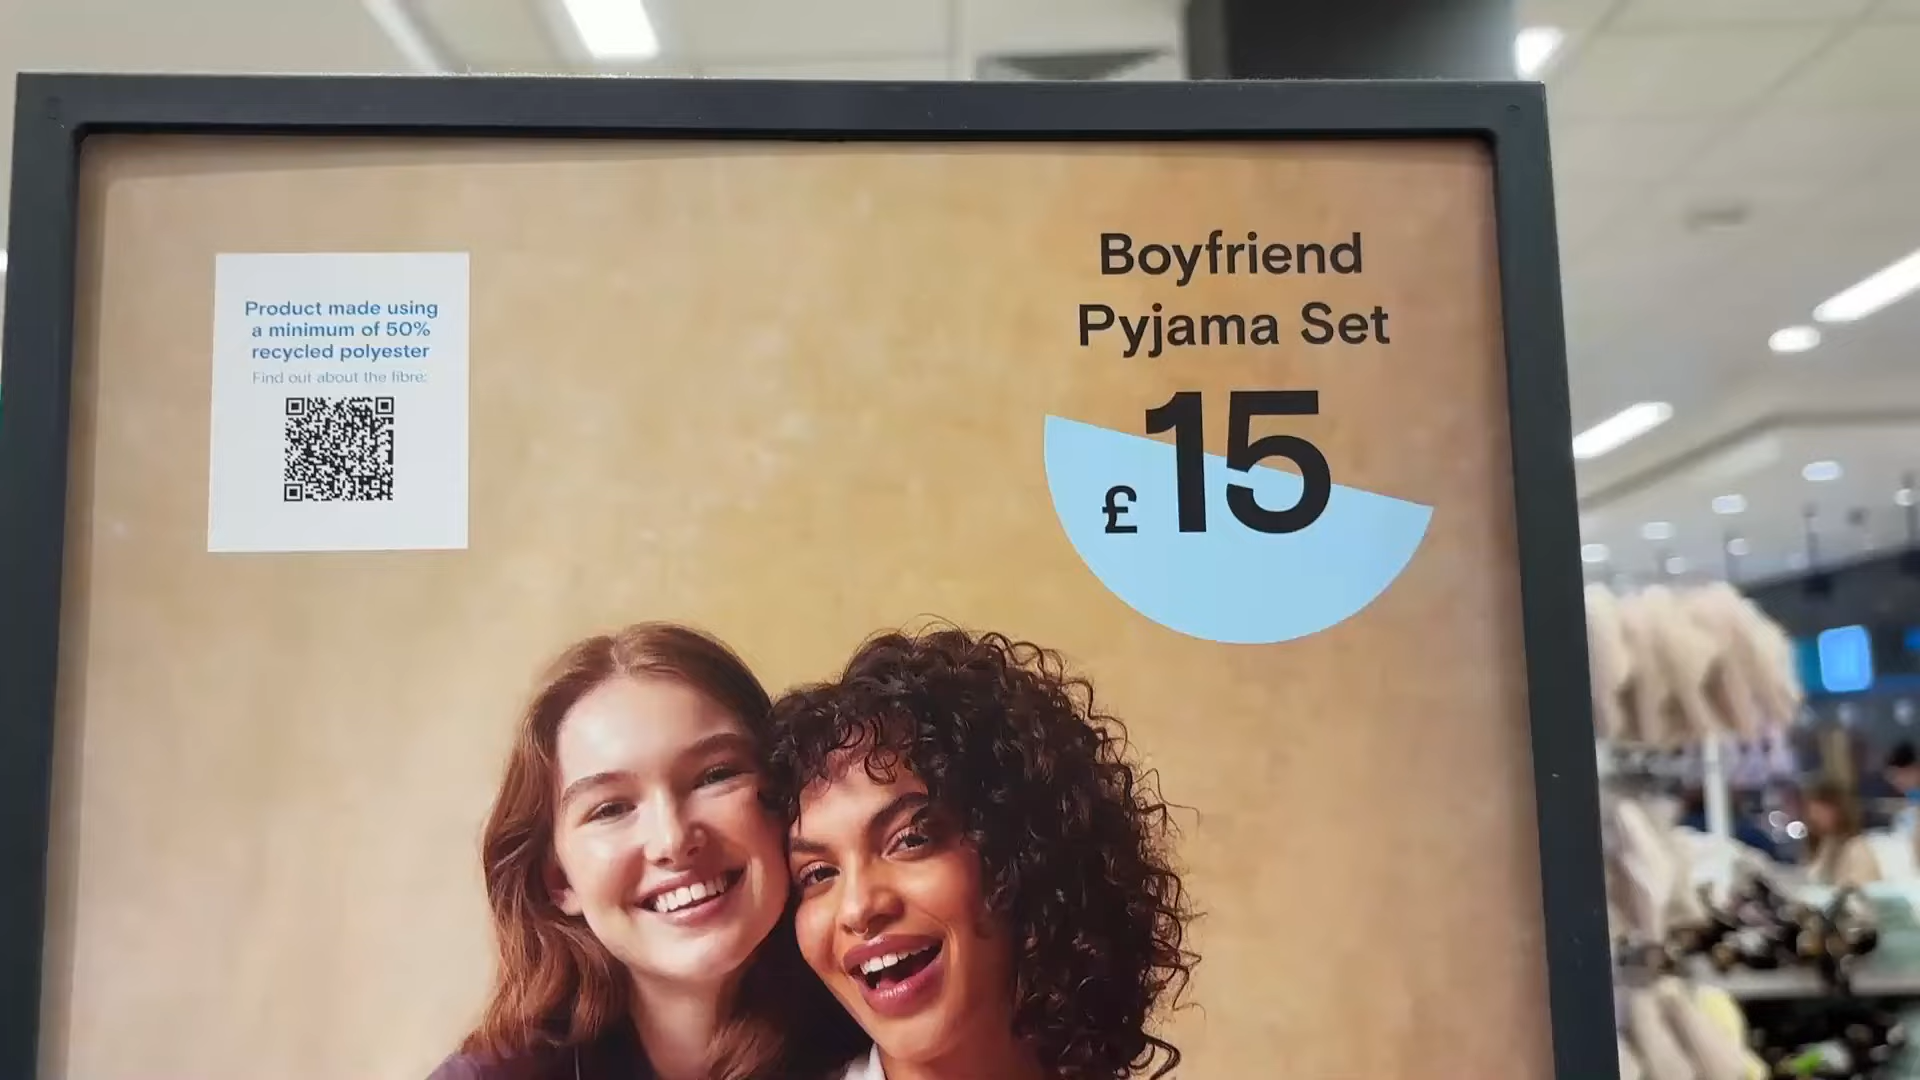 Product made using
a minimum of 50%
recycled polyester
Find out about the fibre:
Boyfriend
Pyjama Set
£15